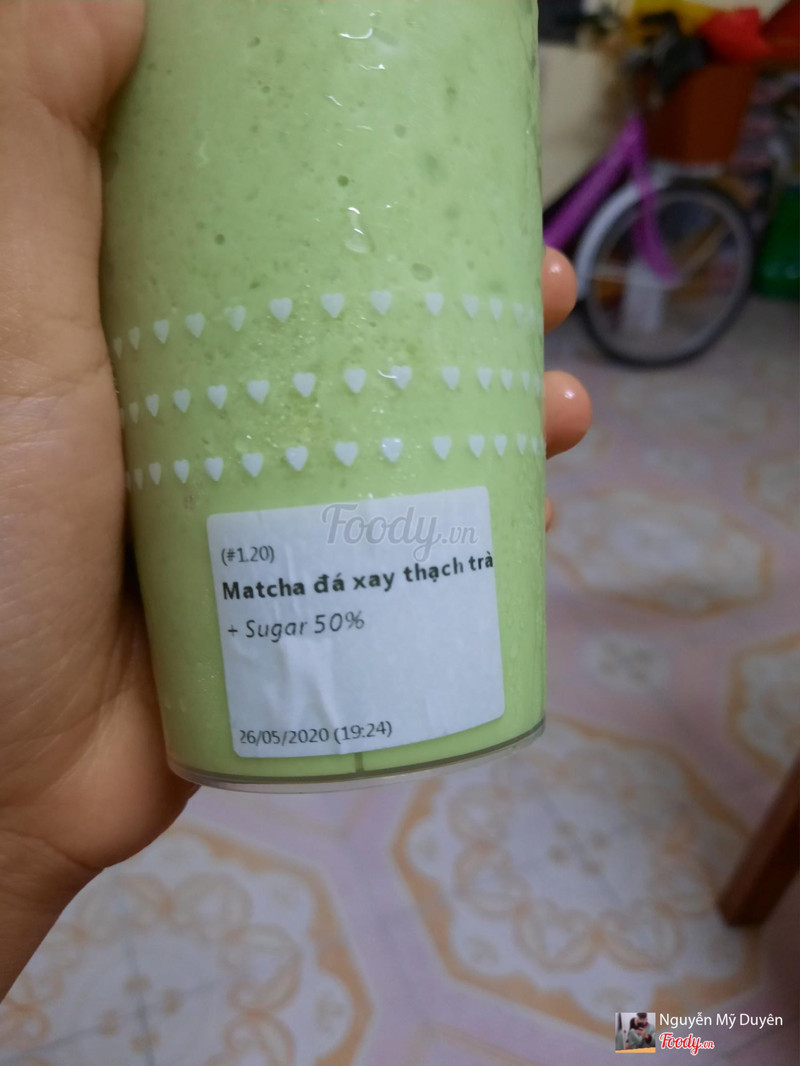 Foody.vn
(#1.20)
Matcha đá xay thạch trà
+ Sugar 50%
26/05/2020 (19:24)
Nguyễn Mỹ Duyên
Foody.vn